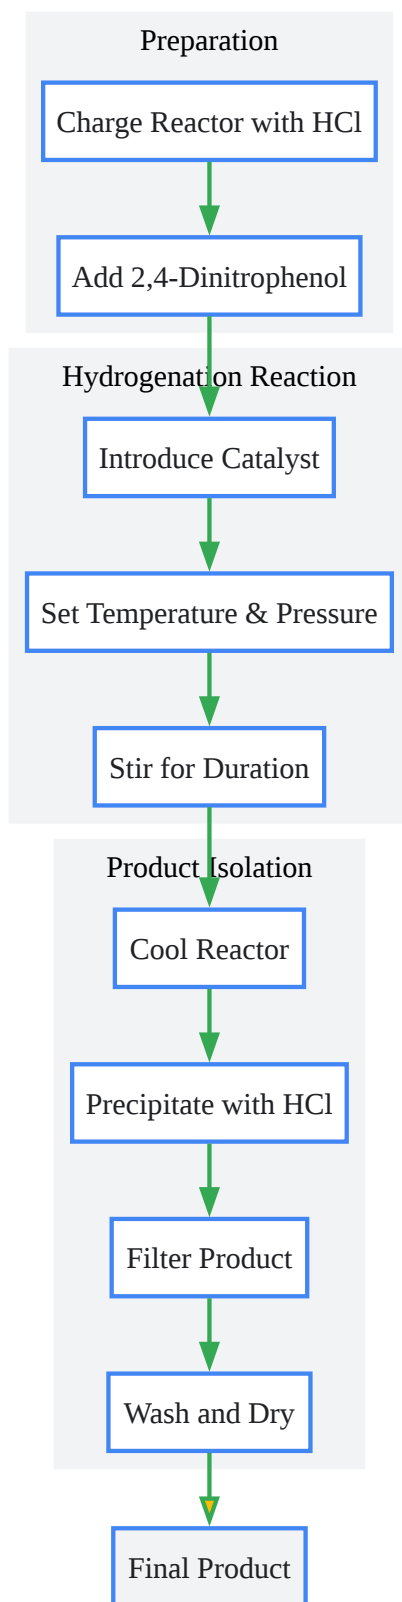 Preparation
Charge Reactor with HCl
Add 2,4-Dinitrophenol
Hydrogenation Reaction
Introduce Catalyst
Set Temperature & Pressure
Stir for Duration
Product Isolation
Cool Reactor
Precipitate with HCl
Filter Product
Wash and Dry
Final Product